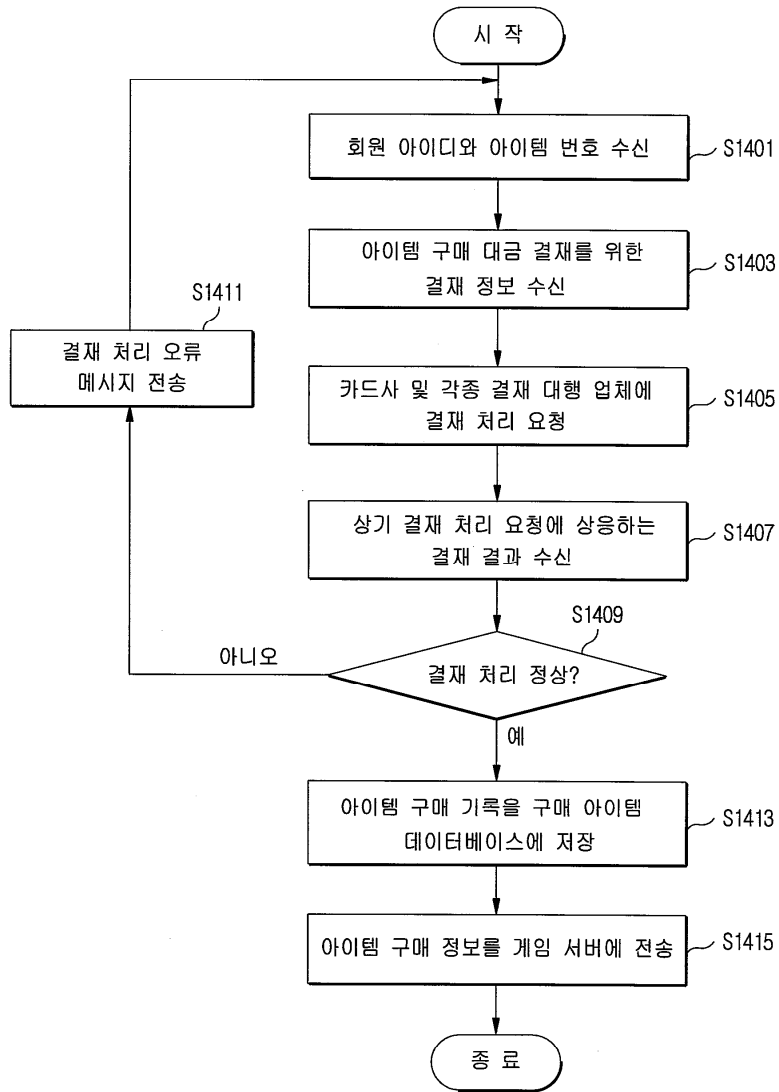 시 작
회원 아이디와 아이템 번호 수신
S1401
아이템 구매 대금 결재를 위한
결재 정보 수신
S1403
S1411
결재 처리 오류
메시지 전송
카드사 및 각종 결재 대행 업체에
결재 처리 요청
S1405
상기 결재 처리 요청에 상응하는
결재 결과 수신
S1407
S1409
아니오
결재 처리 정상?
예
아이템 구매 기록을 구매 아이템
데이터베이스에 저장
S1413
아이템 구매 정보를 게임 서버에 전송
S1415
종 료